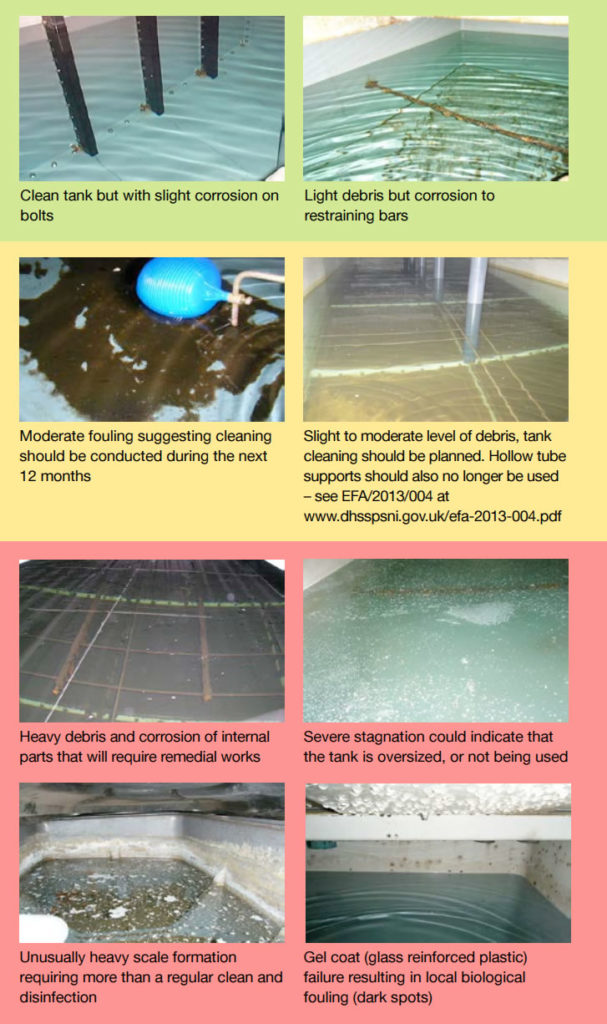 Clean tank but with slight corrosion on
bolts
Light debris but corrosion to
restraining bars
Moderate fouling suggesting cleaning
should be conducted during the next
12 months
Slight to moderate level of debris, tank
cleaning should be planned. Hollow tube
supports should also no longer be used
– see EFA/2013/004 at
www.dhsspsni.gov.uk/efa-2013-004.pdf
Heavy debris and corrosion of internal
parts that will require remedial works
Severe stagnation could indicate that
the tank is oversized, or not being used
Unusually heavy scale formation
requiring more than a regular clean and
disinfection
Gel coat (glass reinforced plastic)
failure resulting in local biological
fouling (dark spots)